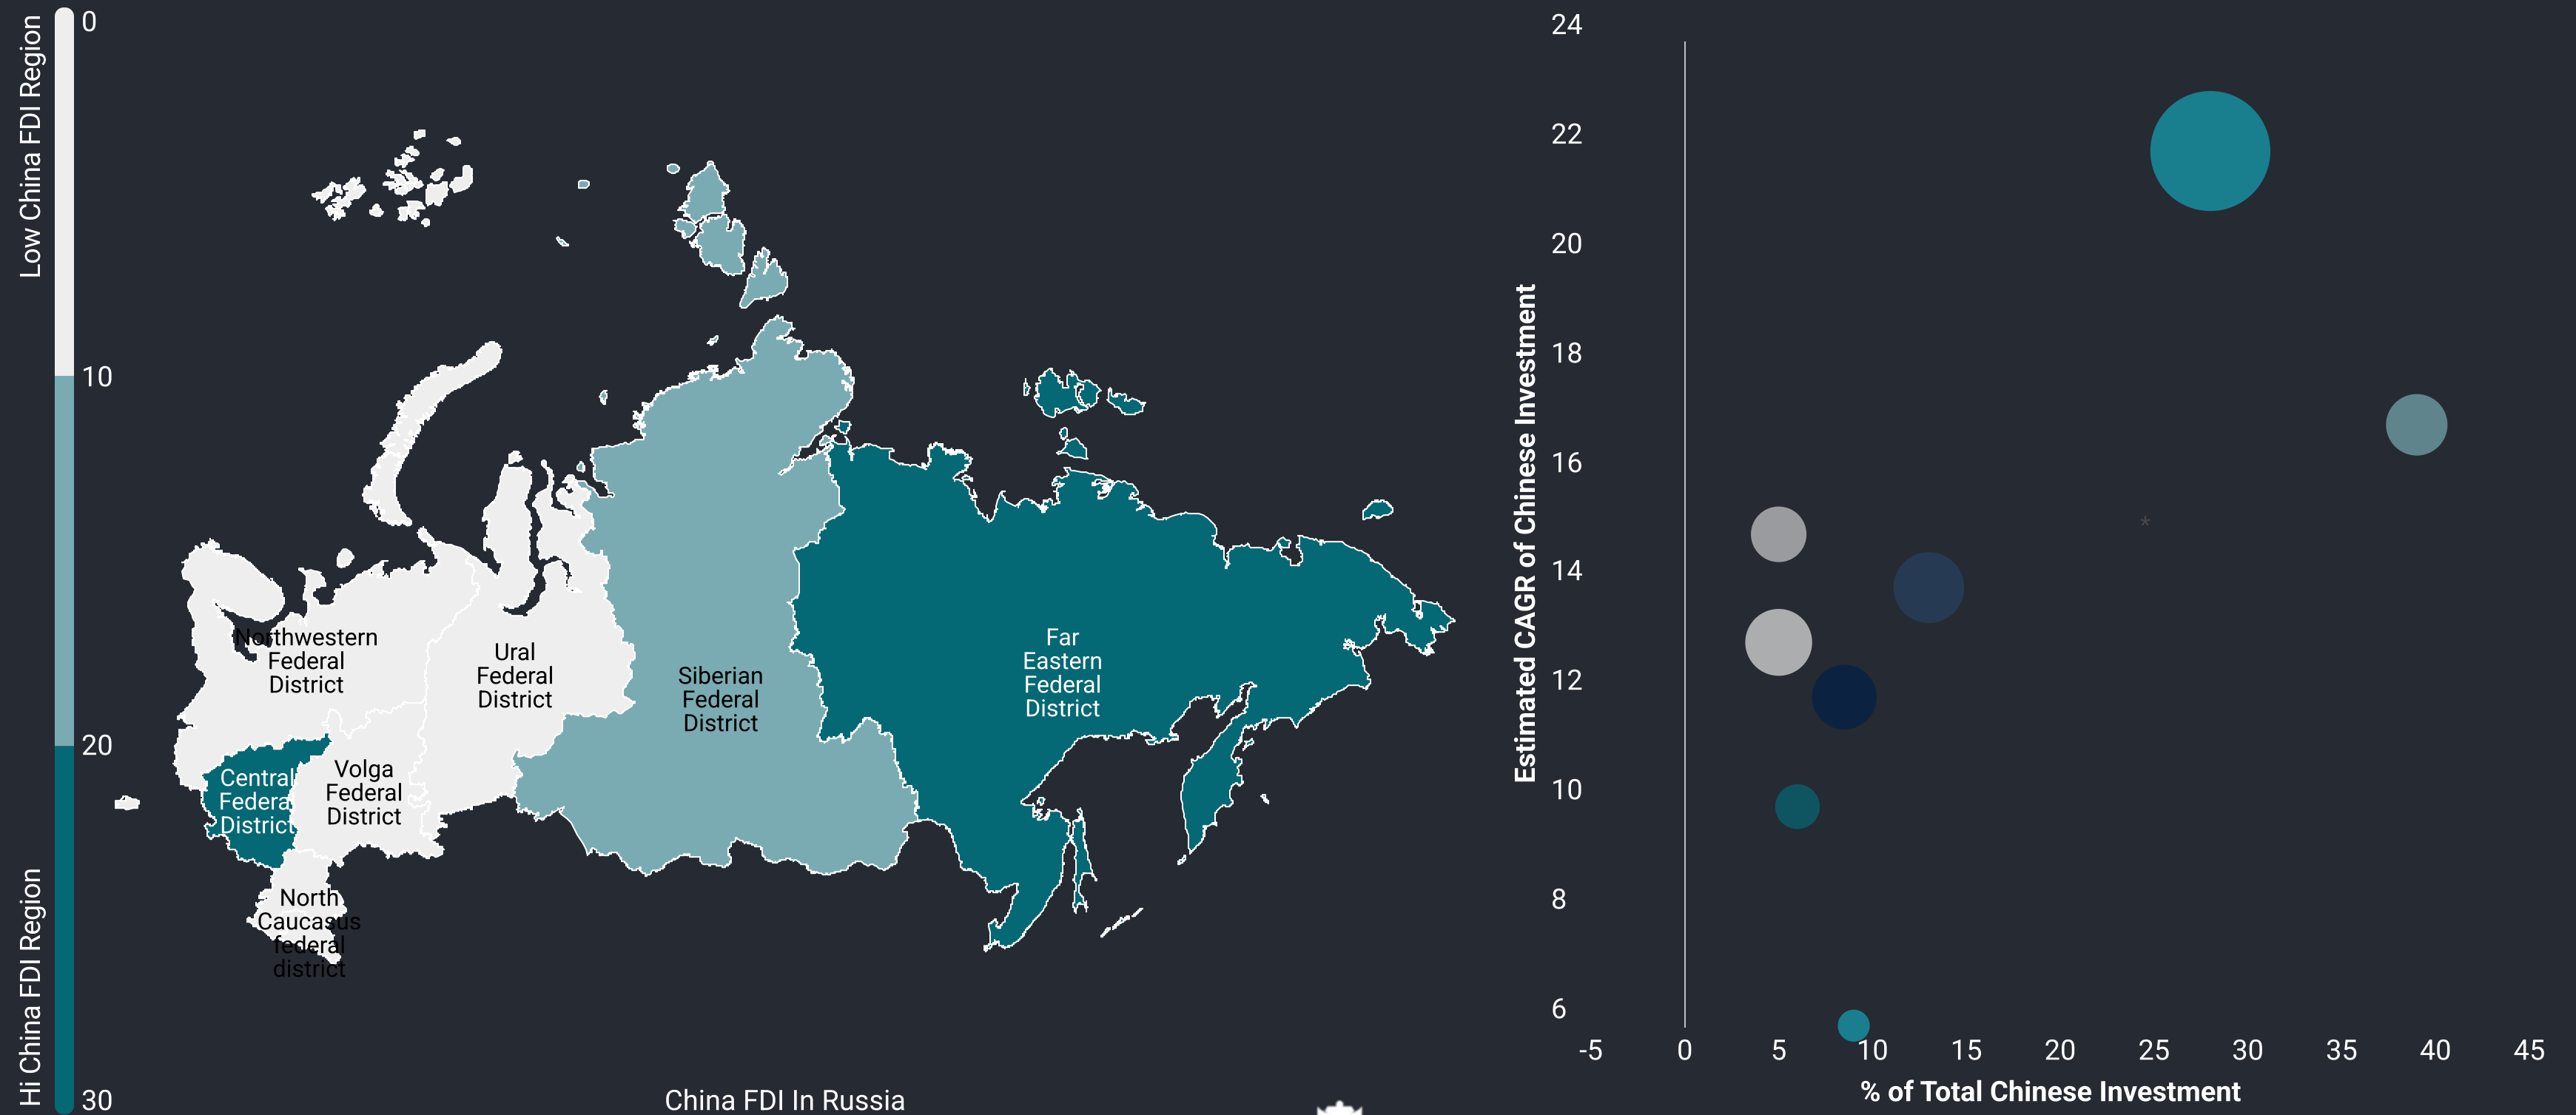 Low China FDI Region
Hi China FDI Region
0
10
20
30
Northwestern
Federal
District
Ural
Federal
District
Siberian
Federal
District
Far
Eastern
Federal
District
Central
Federal
District
Volga
Federal
District
North
Caucasus
federal
district
China FDI In Russia
Estimated CAGR of Chinese Investment
24
22
20
18
16
14
12
10
8
6
*
-5 0 5 10 15 20 25 30 35 40 45
% of Total Chinese Investment